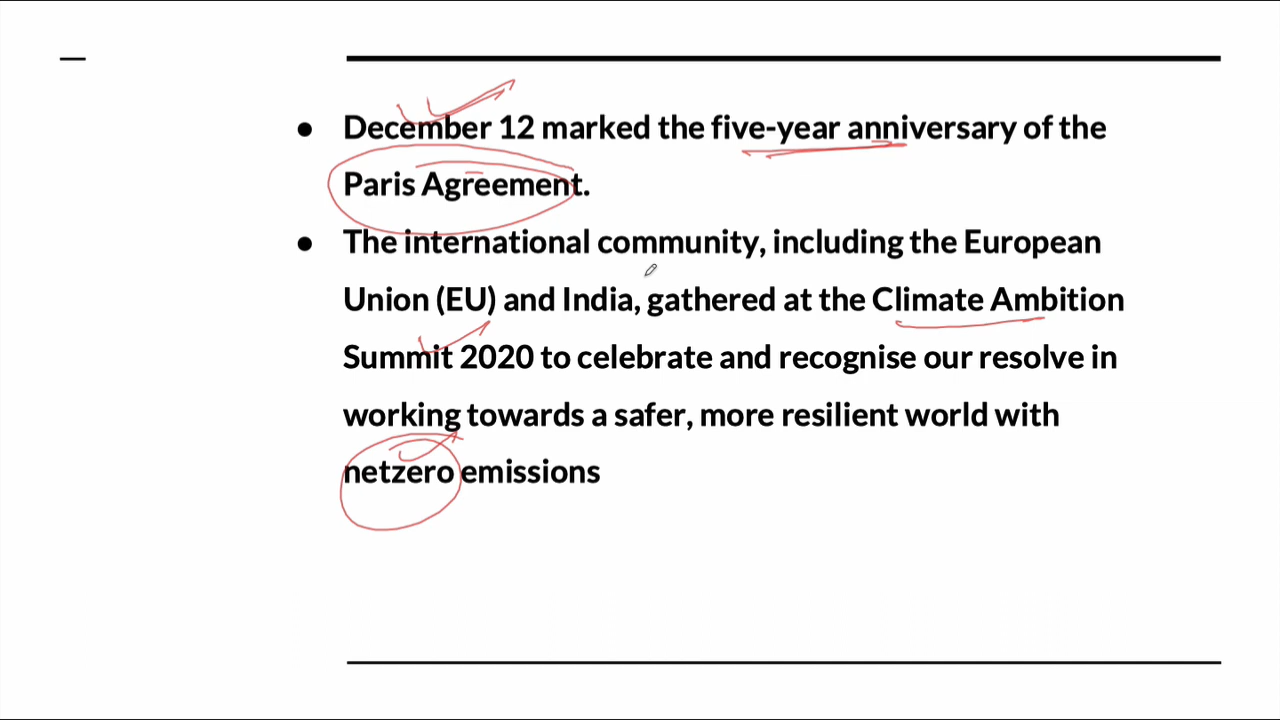 ● December 12 marked the five-year anniversary of the
Paris Agreement.
● The international community, including the European
Union (EU) and India, gathered at the Climate Ambition
Summit 2020 to celebrate and recognise our resolve in
working towards a safer, more resilient world with
netzero emissions